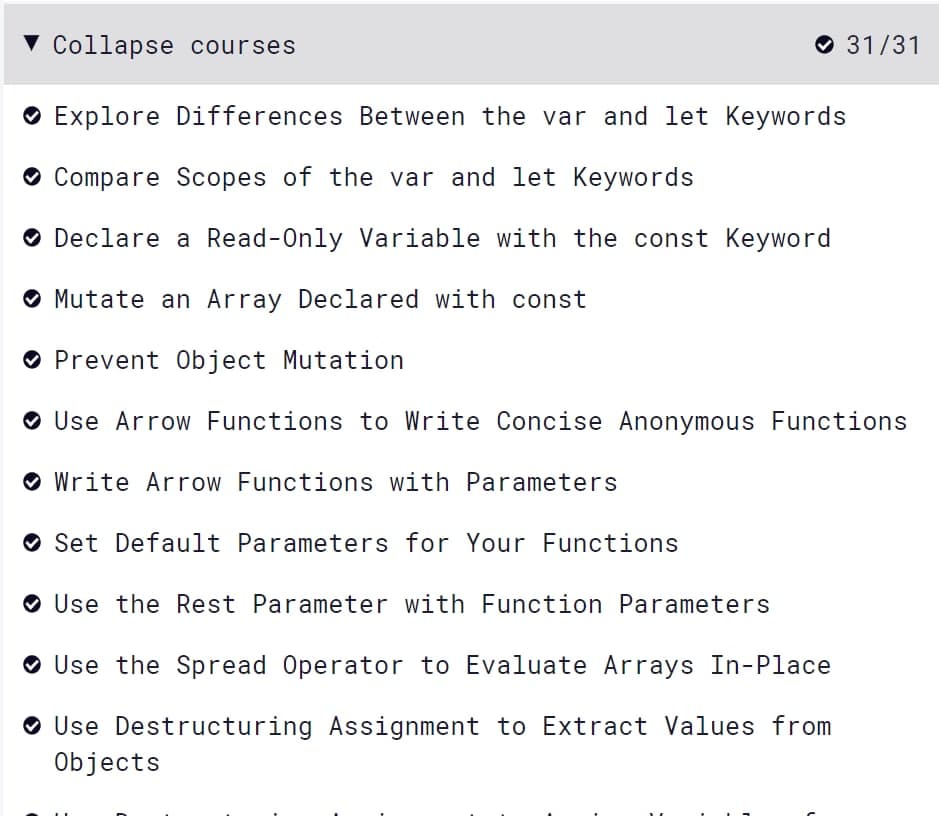 ▼ Collapse courses 31/31
Explore Differences Between the var and let Keywords
Compare Scopes of the var and let Keywords
Declare a Read-Only Variable with the const Keyword
Mutate an Array Declared with const
Prevent Object Mutation
Use Arrow Functions to Write Concise Anonymous Functions
Write Arrow Functions with Parameters
Set Default Parameters for Your Functions
Use the Rest Parameter with Function Parameters
Use the Spread Operator to Evaluate Arrays In-Place
Use Destructuring Assignment to Extract Values from
Objects